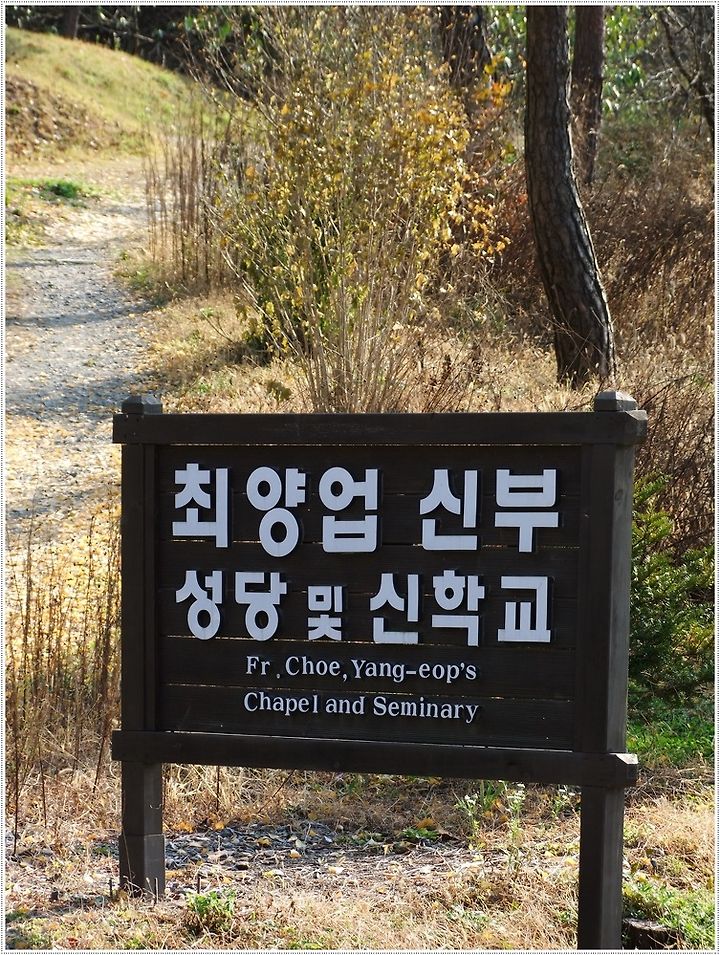 최양업 신부
성당 및 신학교
Fr. Choe, Yang-eop's
Chapel and Seminary